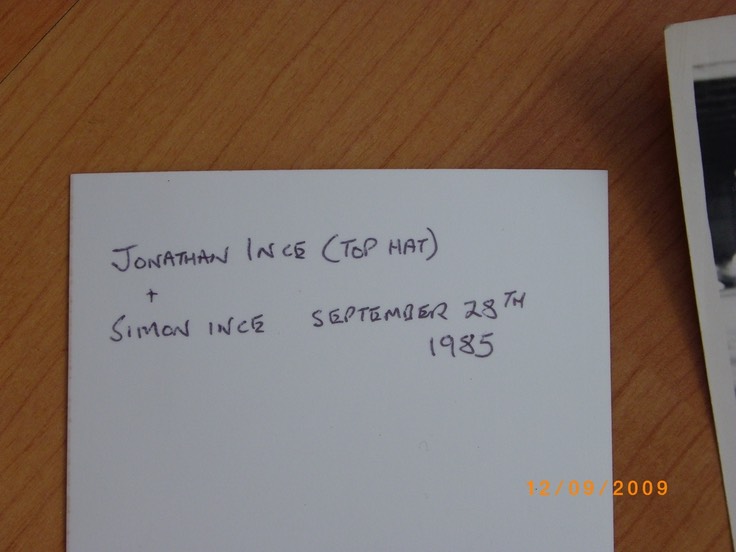 JONATHAN INCE (TOP HAT)
+
SIMON INCE SEPTEMBER 28TH
1985
12/09/2009